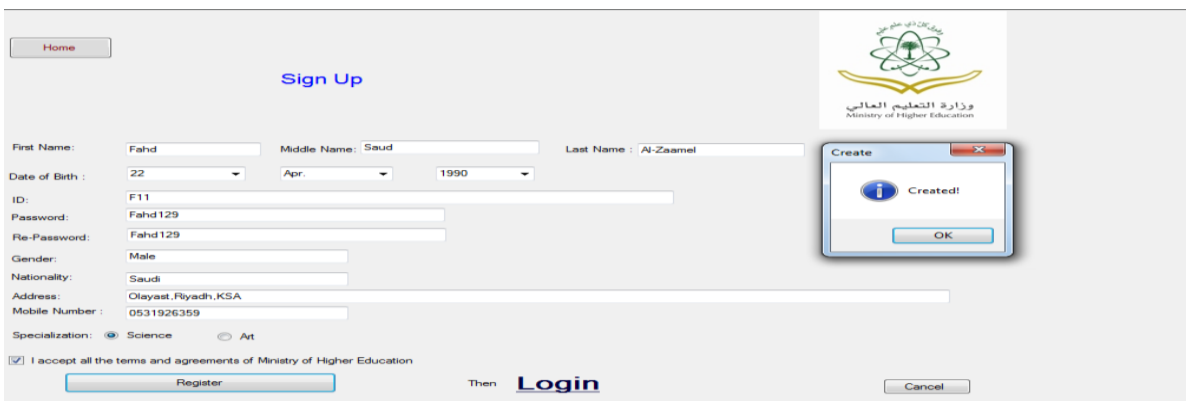 Home
Sign Up
وزارة التعليم العالي
Ministry of Higher Education
First Name: Fahd Middle Name: Saud Last Name : Al-Zaamel
Create
Date of Birth : 22 Apr. 1990
Created!
ID: F11
Password: Fahd129
Re-Password: Fahd129
OK
Gender: Male
Nationality: Saudi
Address: Olayast,Riyadh,KSA
Mobile Number : 0531926359
Specialization: Science Art
I accept all the terms and agreements of Ministry of Higher Education
Register Then Login Cancel